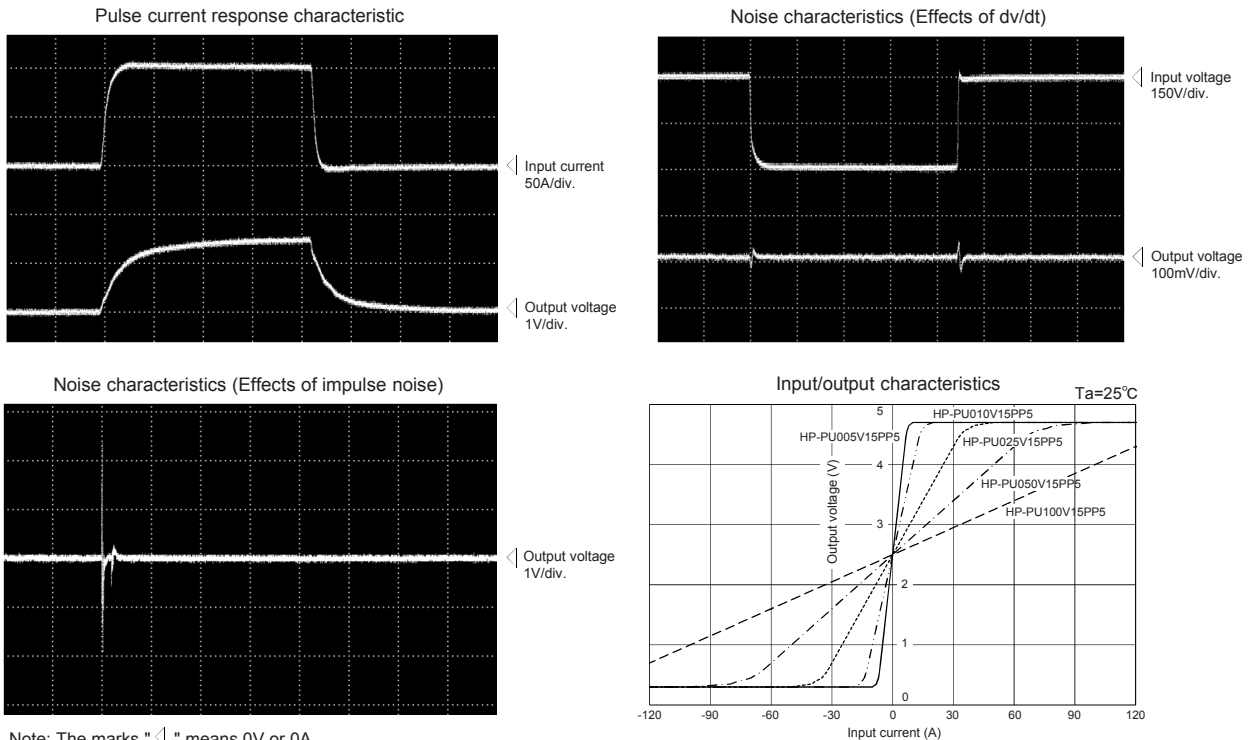 Pulse current response characteristic
Input current
50A/div.
Output voltage
1V/div.
Noise characteristics (Effects of dv/dt)
Input voltage
150V/div.
Output voltage
100mV/div.
Noise characteristics (Effects of impulse noise)
Output voltage
1V/div.
Note: The marks " ◁ " means 0V or 0A
Input/output characteristics
Ta=25°C
5
HP-PU010V15PP5
HP-PU005V15PP5
HP-PU025V15PP5
4
HP-PU050V15PP5
HP-PU100V15PP5
Output voltage (V)
3
2
1
0
-120 -90 -60 -30 0 30 60 90 120
Input current (A)